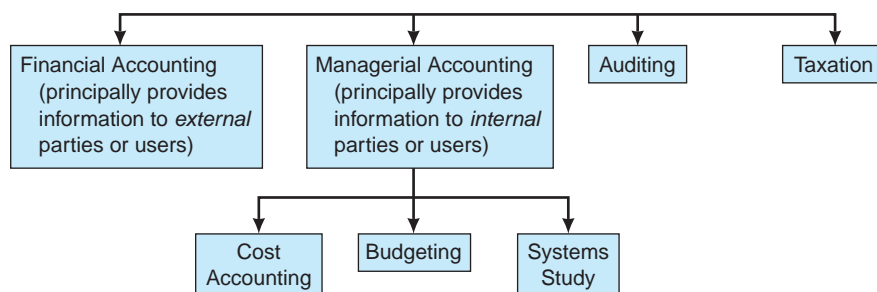 Financial Accounting
(principally provides
information to external
parties or users)
Managerial Accounting
(principally provides
information to internal
parties or users)
Auditing
Taxation
Cost
Accounting
Budgeting
Systems
Study